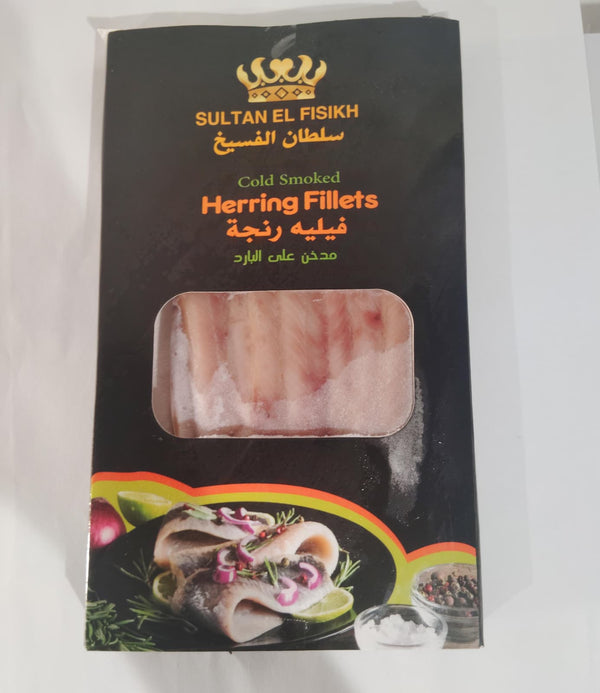 SULTAN EL FISIKH
سلطان الفسيخ
Cold Smoked
Herring Fillets
فيليه رنجة
مدخن على البارد